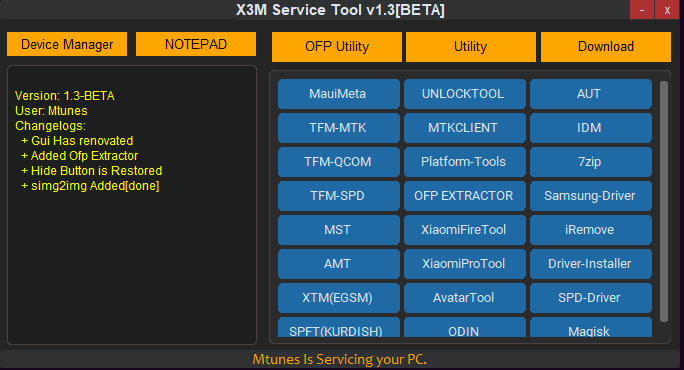 X3M Service Tool v1.3[BETA]
- x
Device Manager NOTEPAD OFP Utility Utility Download
Version: 1.3-BETA
User: Mtunes
Changelogs:
+ Gui Has renovated
+ Added Ofp Extractor
+ Hide Button is Restored
+ simg2img Added[done]
MauiMeta UNLOCKTOOL AUT
TFM-MTK MTKCLIENT IDM
TFM-QCOM Platform-Tools 7zip
TFM-SPD OFP EXTRACTOR Samsung-Driver
MST XiaomiFireTool iRemove
AMT XiaomiProTool Driver-Installer
XTM(EGSM) AvatarTool SPD-Driver
SPFT(KURDISH) ODIN Magisk
Mtunes Is Servicing your PC.